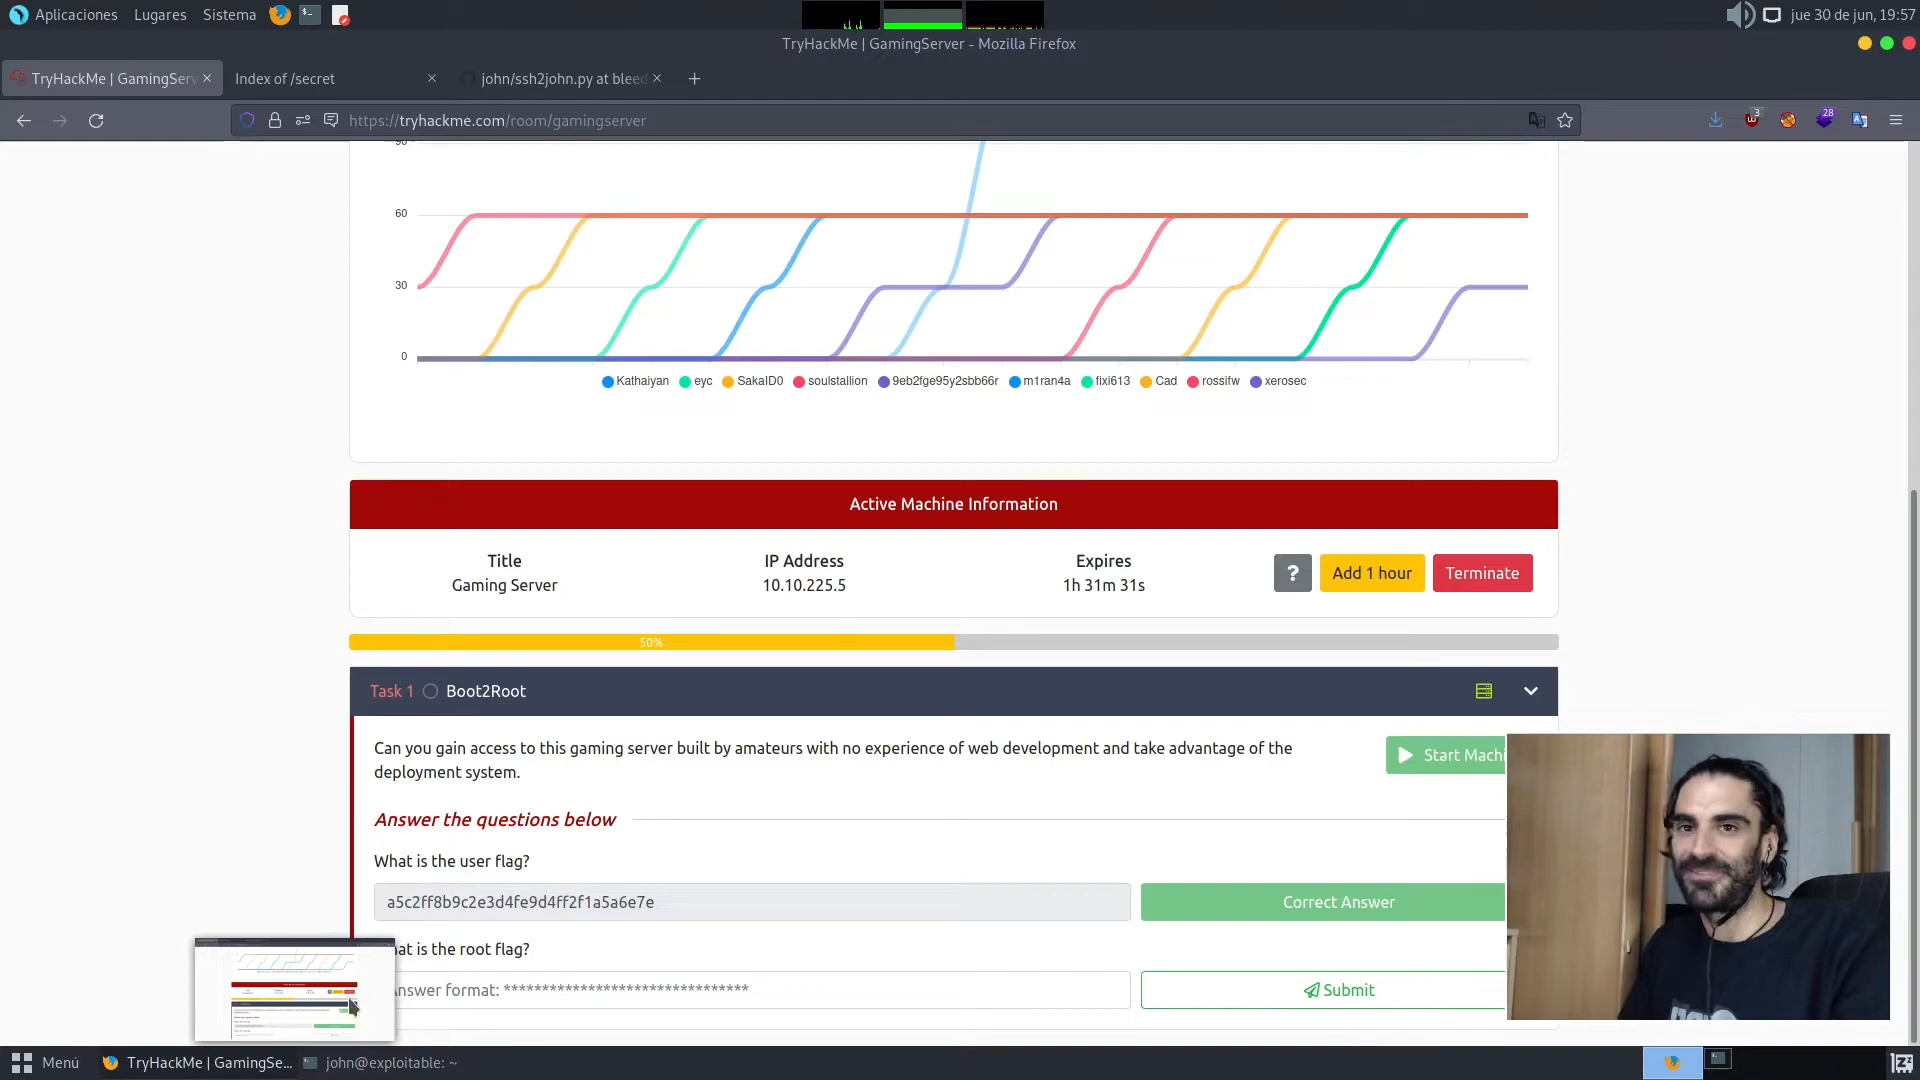 Aplicaciones Lugares Sistema
jue 30 de jun, 19:57
TryHackMe | GamingServer - Mozilla Firefox
TryHackMe | GamingServ
Index of /secret
john/ssh2john.py at bleed
https://tryhackme.com/room/gamingserver
3
28
90
60
30
0
Kathaiyan eyc SakaID0 soulstallion 9eb2fge95y2sbb66r m1ran4a fixi613 Cad rossifw xerosec
Active Machine Information
Title IP Address Expires
Gaming Server 10.10.225.5 1h 31m 31s
? Add 1 hour Terminate
50%
Task 1 Boot2Root
Can you gain access to this gaming server built by amateurs with no experience of web development and take advantage of the
deployment system.
Start Machi
Answer the questions below
What is the user flag?
a5c2ff8b9c2e3d4fe9d4ff2f1a5a6e7e
Correct Answer
at is the root flag?
nswer format: ********************************
Submit
Menú TryHackMe | GamingSe... john@exploitable: ~